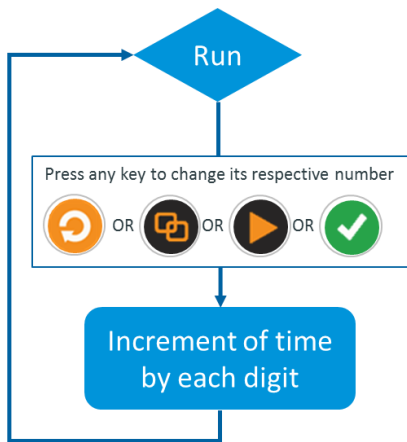 Run
Press any key to change its respective number
OR OR OR
Increment of time
by each digit